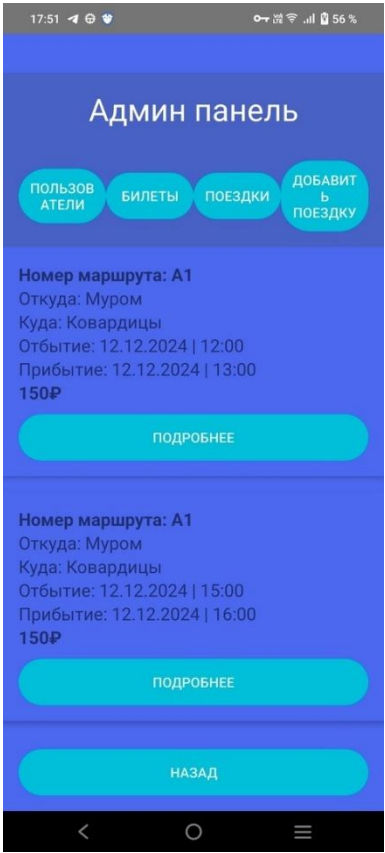 17:51 56 %
Админ панель
ПОЛЬЗОВ
АТЕЛИ
БИЛЕТЫ
ПОЕЗДКИ
ДОБАВИТ
Ь
ПОЕЗДКУ
Номер маршрута: А1
Откуда: Муром
Куда: Ковардицы
Отбытие: 12.12.2024 | 12:00
Прибытие: 12.12.2024 | 13:00
150₽
ПОДРОБНЕЕ
Номер маршрута: А1
Откуда: Муром
Куда: Ковардицы
Отбытие: 12.12.2024 | 15:00
Прибытие: 12.12.2024 | 16:00
150₽
ПОДРОБНЕЕ
НАЗАД